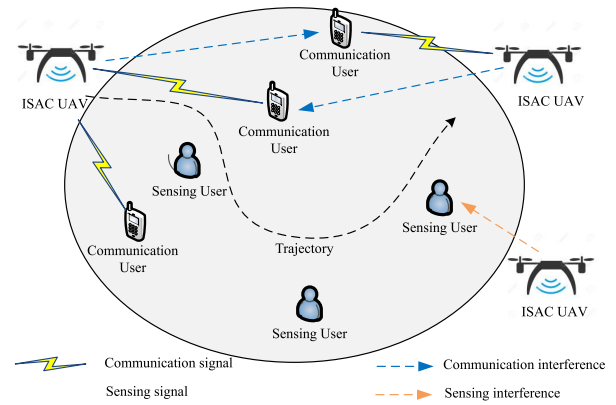 Communication
User
ISAC UAV
ISAC UAV
Communication
User
Sensing User
Sensing User
Communication
User
Trajectory
ISAC UAV
Sensing User
Communication signal
Communication interference
Sensing signal
Sensing interference